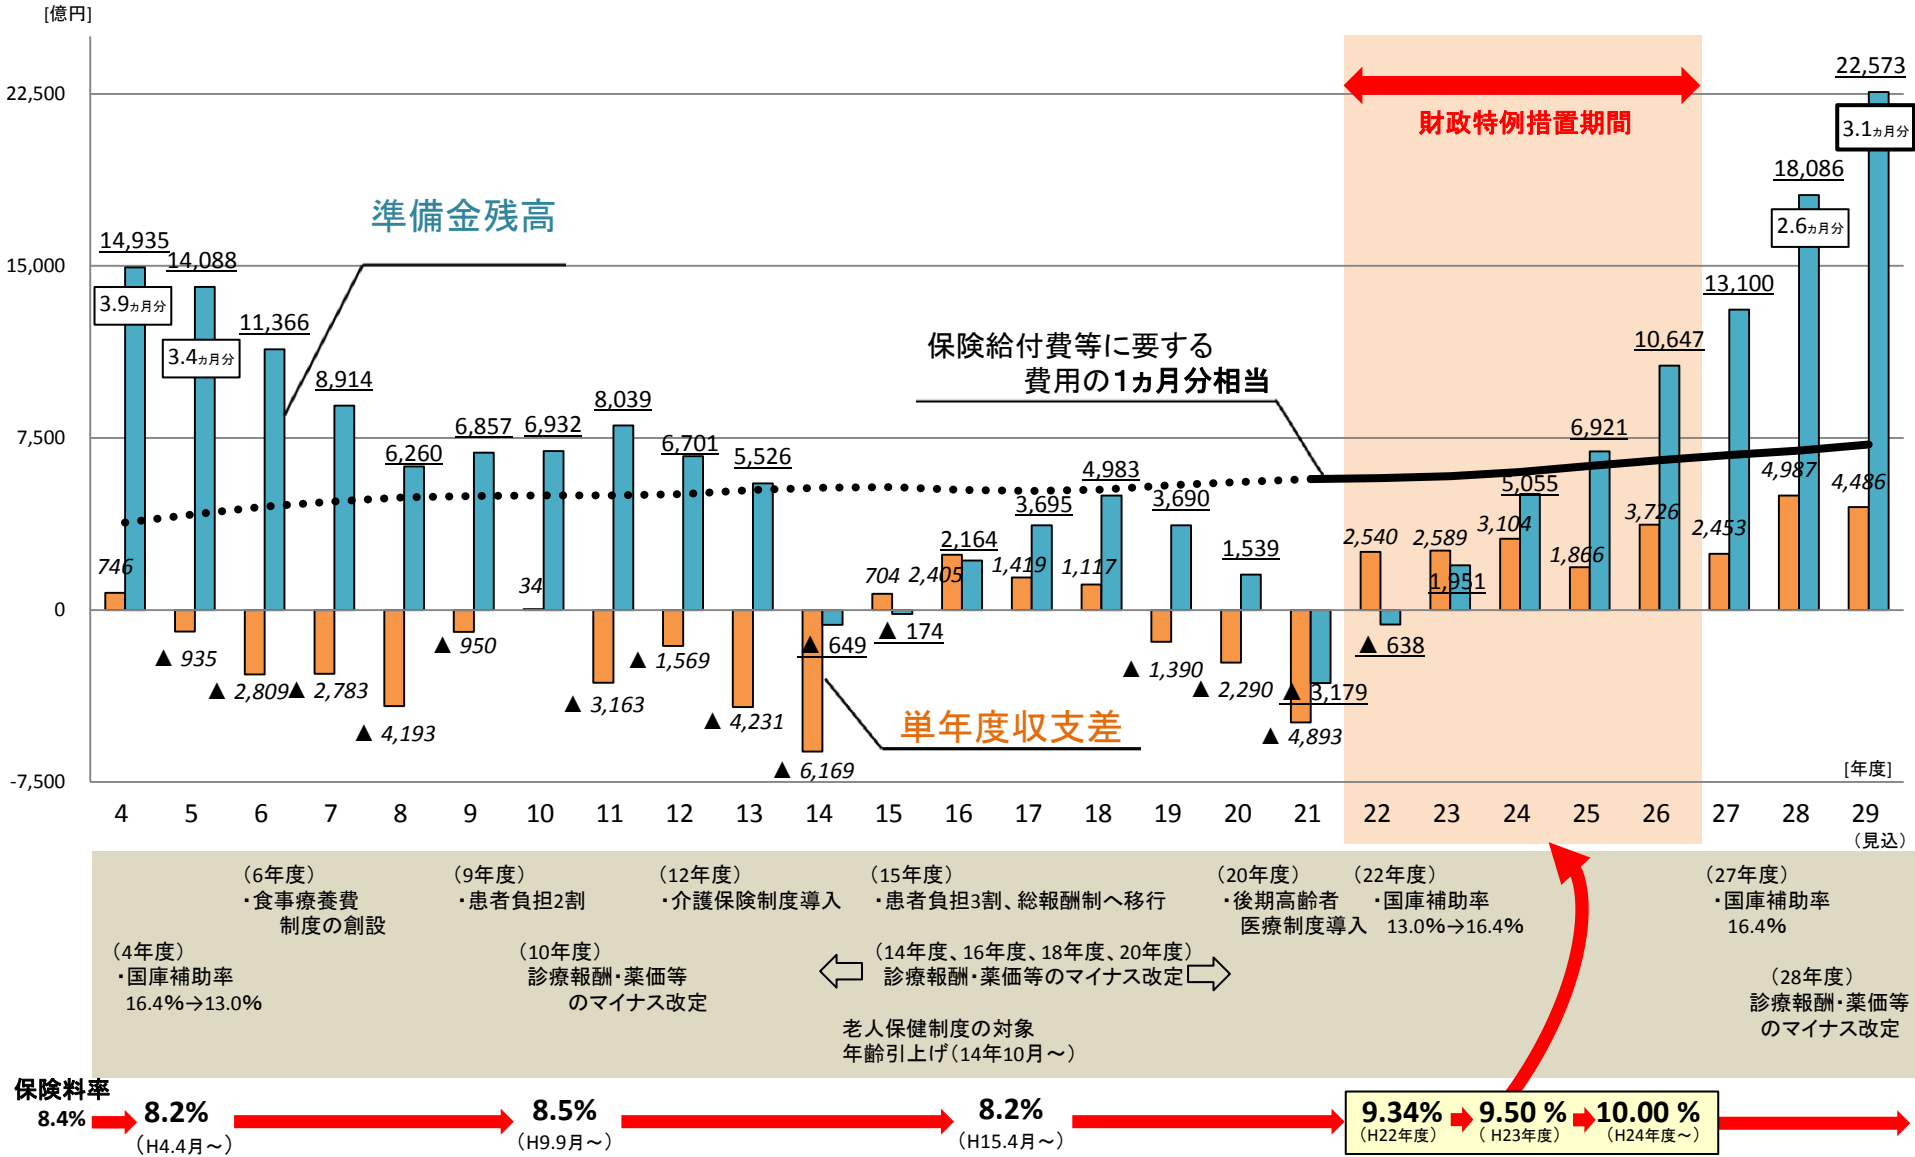 [億円]
22,500
15,000
7,500
0
-7,500
財政特例措置期間
準備金残高
保険給付費等に要する
費用の1ヵ月分相当
単年度収支差
14,935
3.9ヵ月分
746
14,088
3.4ヵ月分
▲ 935
11,366
▲ 2,809
8,914
▲ 2,783
6,260
▲ 4,193
6,857
▲ 950
6,932
34
8,039
▲ 3,163
6,701
▲ 1,569
5,526
▲ 4,231
▲ 649
▲ 6,169
704
▲ 174
2,164
2,405
3,695
1,419
4,983
1,117
3,690
▲ 1,390
1,539
▲ 2,290
▲ 3,179
▲ 4,893
2,540
▲ 638
2,589
1,951
5,055
3,104
6,921
1,866
10,647
3,726
13,100
2,453
18,086
2.6ヵ月分
4,987
22,573
3.1ヵ月分
4,486
[年度]
4 5 6 7 8 9 10 11 12 13 14 15 16 17 18 19 20 21 22 23 24 25 26 27 28 29
(見込)
(4年度)
・国庫補助率
16.4%→13.0%
(6年度)
・食事療養費
制度の創設
(9年度)
・患者負担2割
(10年度)
診療報酬・薬価等
のマイナス改定
(12年度)
・介護保険制度導入
(15年度)
・患者負担3割、総報酬制へ移行
(14年度、16年度、18年度、20年度)
診療報酬・薬価等のマイナス改定
老人保健制度の対象
年齢引上げ(14年10月～)
(20年度)
・後期高齢者
医療制度導入
(22年度)
・国庫補助率
13.0%→16.4%
(27年度)
・国庫補助率
16.4%
(28年度)
診療報酬・薬価等
のマイナス改定
保険料率
8.4%
8.2%
(H4.4月～)
8.5%
(H9.9月～)
8.2%
(H15.4月～)
9.34%
(H22年度)
9.50 %
( H23年度)
10.00 %
(H24年度～)